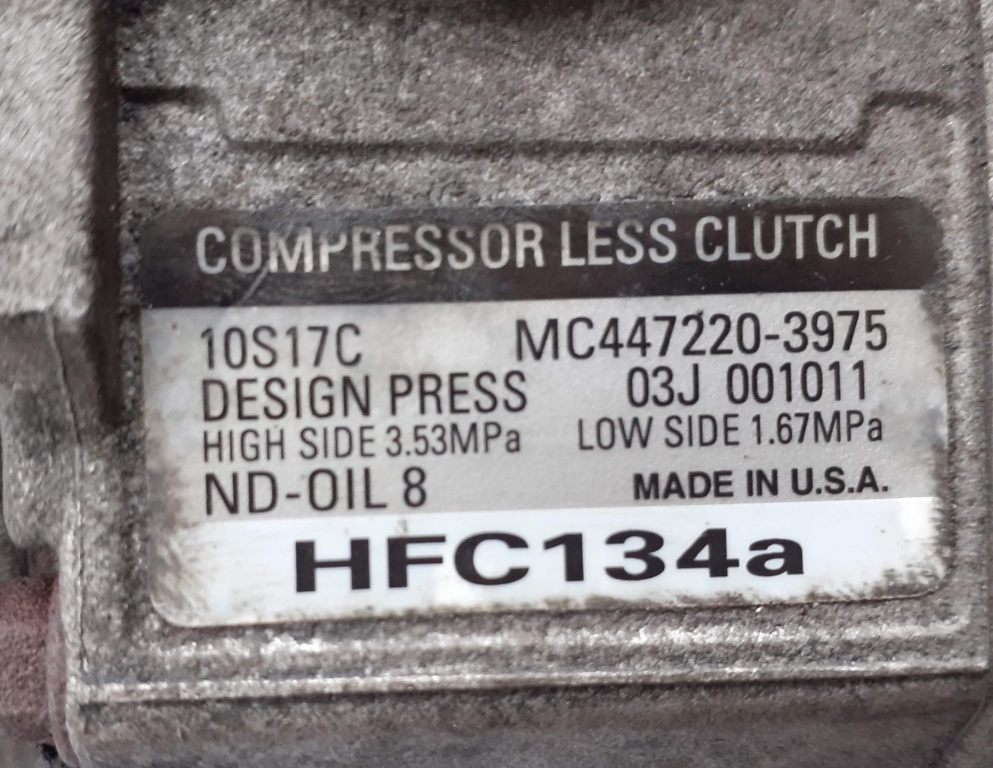 COMPRESSOR LESS CLUTCH
10S17C MC447220-3975
DESIGN PRESS 03J 001011
HIGH SIDE 3.53MPa LOW SIDE 1.67MPa
ND-OIL 8 MADE IN U.S.A.
HFC134a